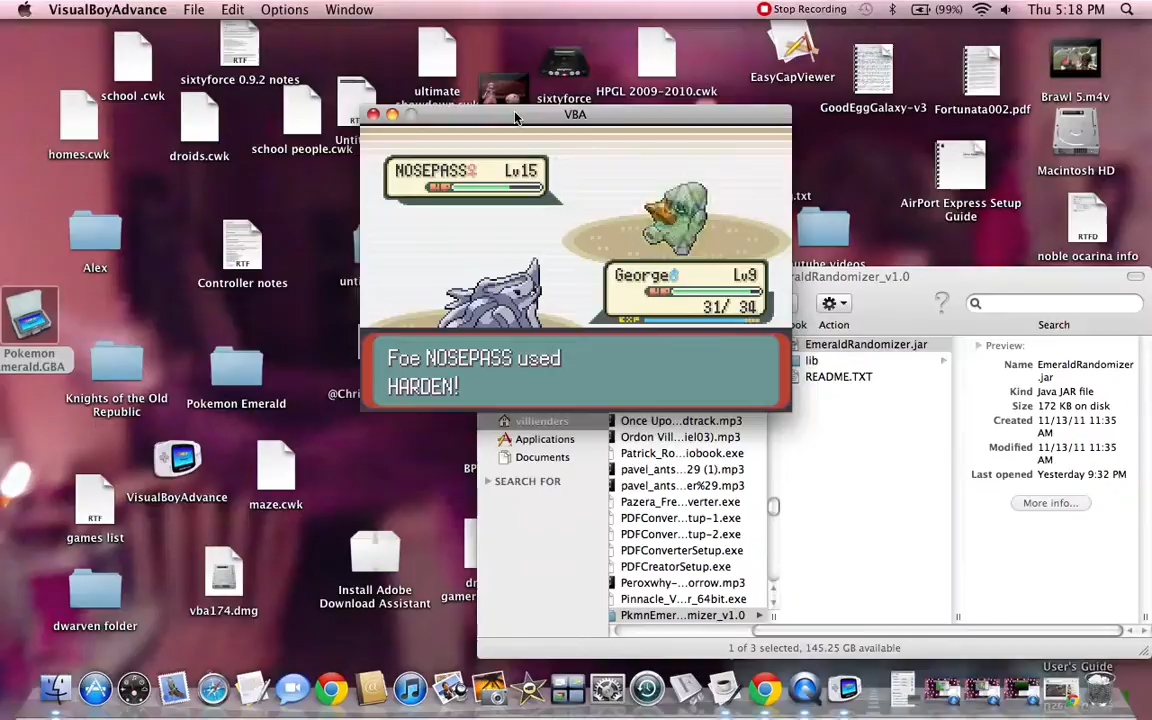 VisualBoyAdvance File Edit Options Window
Stop Recording (99%) Thu 5:18 PM
school .cwk
sixtyforce 0.9.2 notes
ultimate
sixtyforce
HPGL 2009-2010.cwk
EasyCapViewer
GoodEggGalaxy-v3
Fortunata002.pdf
Brawl 5.m4v
homes.cwk
droids.cwk
school people.cwk
Macintosh HD
AirPort Express Setup
Guide
noble ocarina info
Alex
Controller notes
Pokemon
merald.GBA
Knights of the Old
Republic
Pokemon Emerald
@Chri
VisualBoyAdvance
maze.cwk
games list
Install Adobe
Download Assistant
vba174.dmg
dwarven folder
VBA
NOSEPASS♀ Lv15
George Lv9
31/ 34
EXP
Foe NOSEPASS used
HARDEN!
eraldRandomizer_v1.0
ook Action Search
EmeraldRandomizer.jar
lib
README.TXT
Preview:
Name EmeraldRandomizer
.jar
Kind Java JAR file
Size 172 KB on disk
Created 11/13/11 11:35
AM
Modified 11/13/11 11:35
AM
Last opened Yesterday 9:32 PM
More info...
villienders
Applications
Documents
SEARCH FOR
Once Upo...dtrack.mp3
Ordon Vill...iel03).mp3
Patrick_Ro...iobook.exe
pavel_ants...29 (1).mp3
pavel_ants...er%29.mp3
Pazera_Fre...verter.exe
PDFConver...tup-1.exe
PDFConver...tup-2.exe
PDFConverterSetup.exe
PDFCreatorSetup.exe
Peroxwhy-...orrow.mp3
Pinnacle_V...r_64bit.exe
PkmnEmer...mizer_v1.0
1 of 3 selected, 145.25 GB available
User's Guide